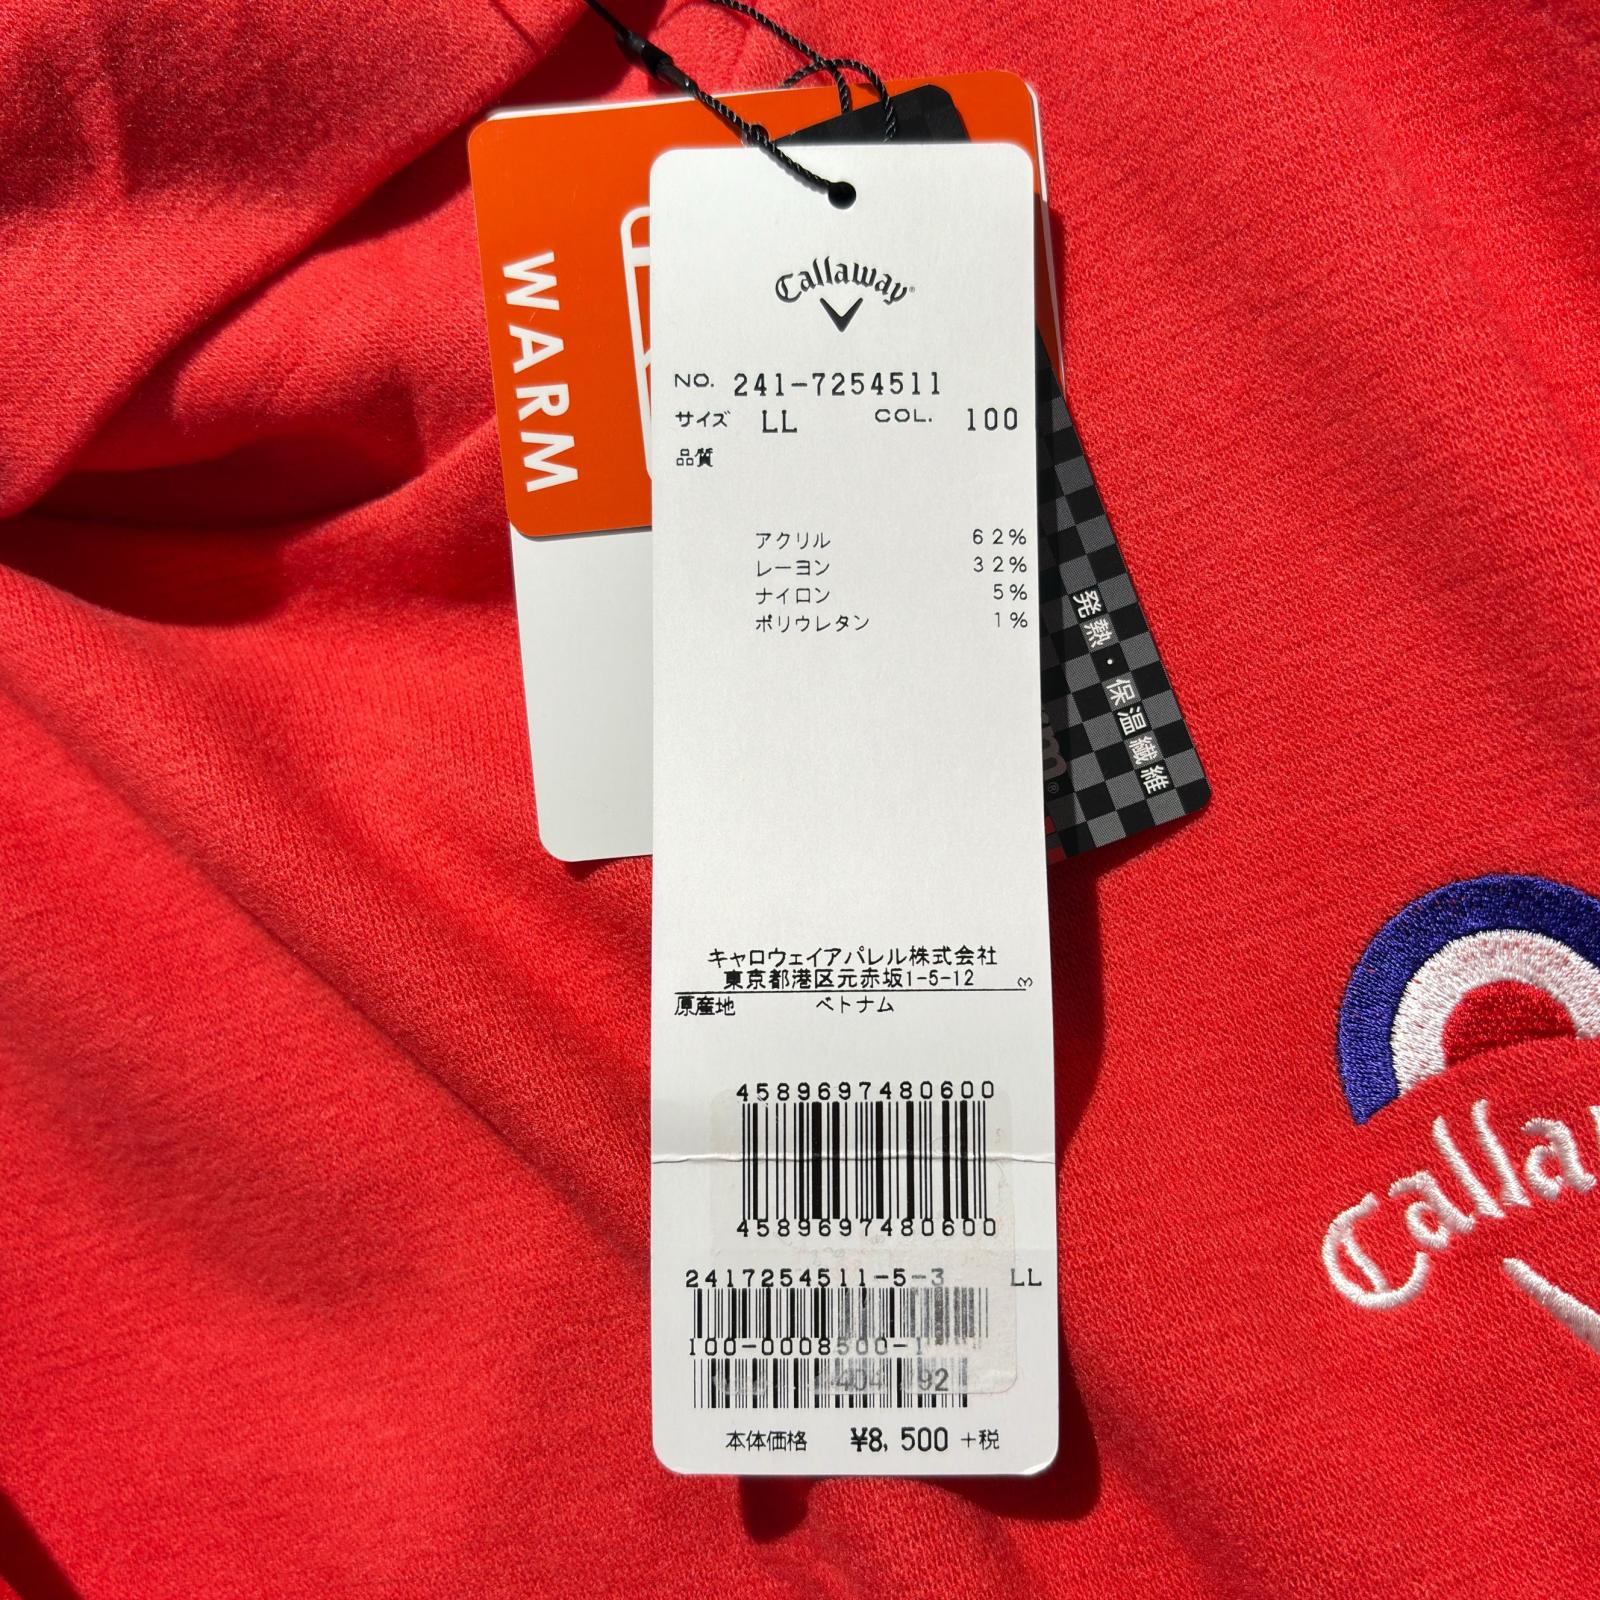 WARM
Callaway
NO. 241-7254511
サイズ LL COL. 100
品質
アクリル 62%
レーヨン 32%
ナイロン 5%
ポリウレタン 1%
発熱・保温繊維
キャロウェイアパレル株式会社
東京都港区元赤坂1-5-12 3
原産地 ベトナム
4589697480600
4589697480600
2417254511-5-3 LL
100-0008500-1
404 92
本体価格 ¥8,500+税
Callaw